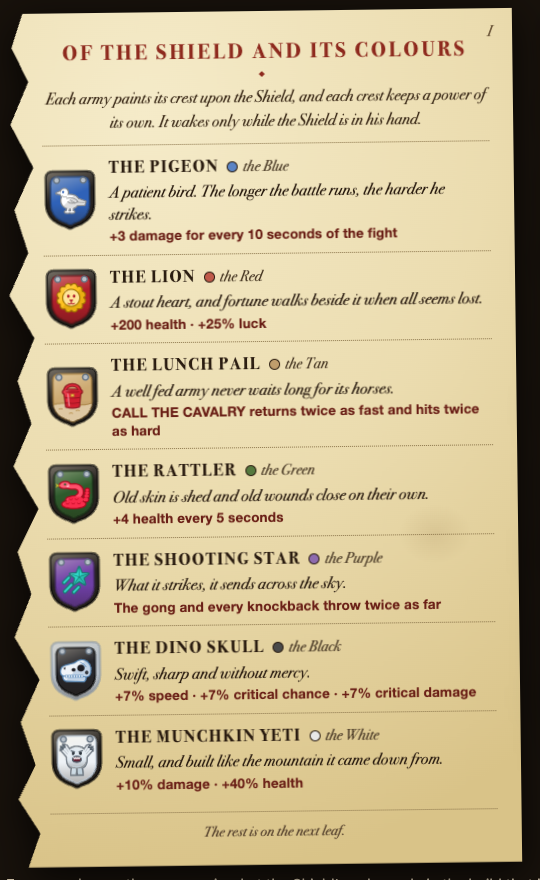 I
OF THE SHIELD AND ITS COLOURS
Each army paints its crest upon the Shield, and each crest keeps a power of
its own. It wakes only while the Shield is in his hand.
THE PIGEON the Blue
A patient bird. The longer the battle runs, the harder he
strikes.
+3 damage for every 10 seconds of the fight
THE LION the Red
A stout heart, and fortune walks beside it when all seems lost.
+200 health · +25% luck
THE LUNCH PAIL the Tan
A well fed army never waits long for its horses.
CALL THE CAVALRY returns twice as fast and hits twice
as hard
THE RATTLER the Green
Old skin is shed and old wounds close on their own.
+4 health every 5 seconds
THE SHOOTING STAR the Purple
What it strikes, it sends across the sky.
The gong and every knockback throw twice as far
THE DINO SKULL the Black
Swift, sharp and without mercy.
+7% speed · +7% critical chance · +7% critical damage
THE MUNCHKIN YETI the White
Small, and built like the mountain it came down from.
+10% damage · +40% health
The rest is on the next leaf.